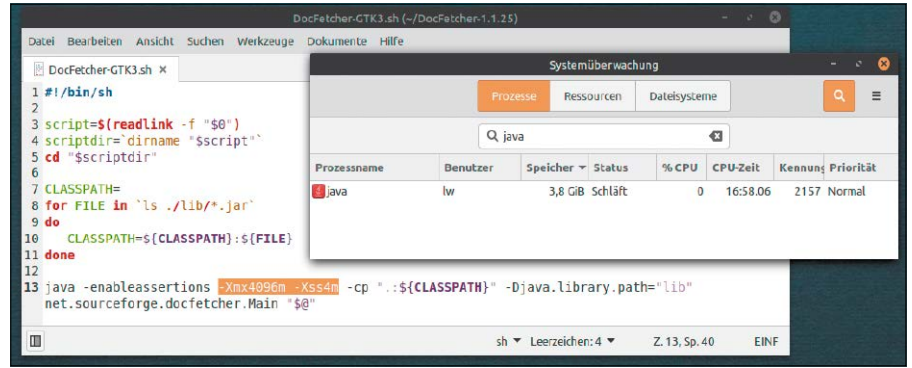 DocFetcher-GTK3.sh (~/DocFetcher-1.1.25)
Datei Bearbeiten Ansicht Suchen Werkzeuge Dokumente Hilfe
DocFetcher-GTK3.sh ×
1 #!/bin/sh
2
3 script=$(readlink -f "$0")
4 scriptdir=`dirname "$script"`
5 cd "$scriptdir"
6
7 CLASSPATH=
8 for FILE in `ls ./lib/*.jar`
9 do
10 CLASSPATH=${CLASSPATH}:${FILE}
11 done
12
13 java -enableassertions -Xmx4096m -Xss4m -cp ".:${CLASSPATH}" -Djava.library.path="lib"
net.sourceforge.docfetcher.Main "$@"
sh Leerzeichen: 4 Z. 13, Sp. 40 EINF
Systemüberwachung
Prozesse Ressourcen Dateisysteme
java
Prozessname Benutzer Speicher Status % CPU CPU-Zeit Kennung Priorität
java lw 3,8 GiB Schläft 0 16:58.06 2157 Normal